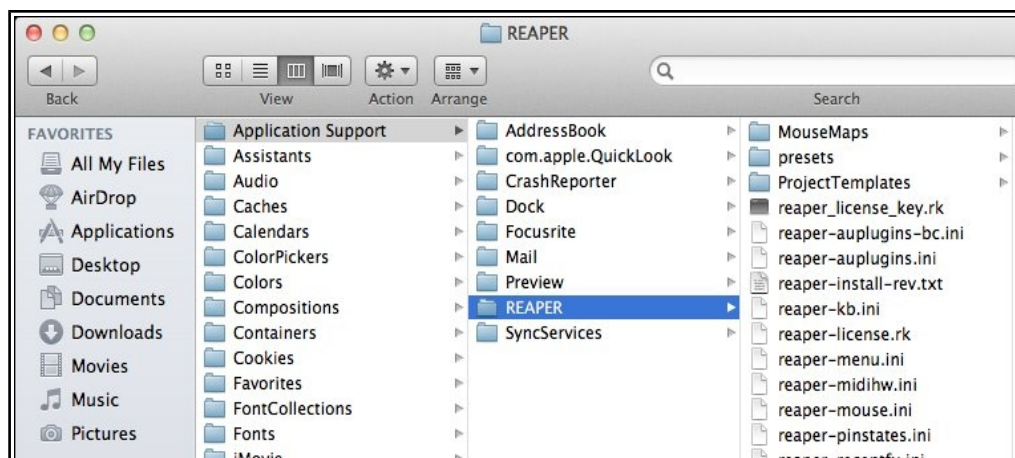 REAPER
Back
View
Action
Arrange
Search
FAVORITES
All My Files
AirDrop
Applications
Desktop
Documents
Downloads
Movies
Music
Pictures
Application Support
Assistants
Audio
Caches
Calendars
ColorPickers
Colors
Compositions
Containers
Cookies
Favorites
FontCollections
Fonts
iMovie
AddressBook
com.apple.QuickLook
CrashReporter
Dock
Focusrite
Mail
Preview
REAPER
SyncServices
MouseMaps
presets
ProjectTemplates
reaper_license_key.rk
reaper-auplugins-bc.ini
reaper-auplugins.ini
reaper-install-rev.txt
reaper-kb.ini
reaper-license.rk
reaper-menu.ini
reaper-midihw.ini
reaper-mouse.ini
reaper-pinstates.ini
reaper-recentfx.ini